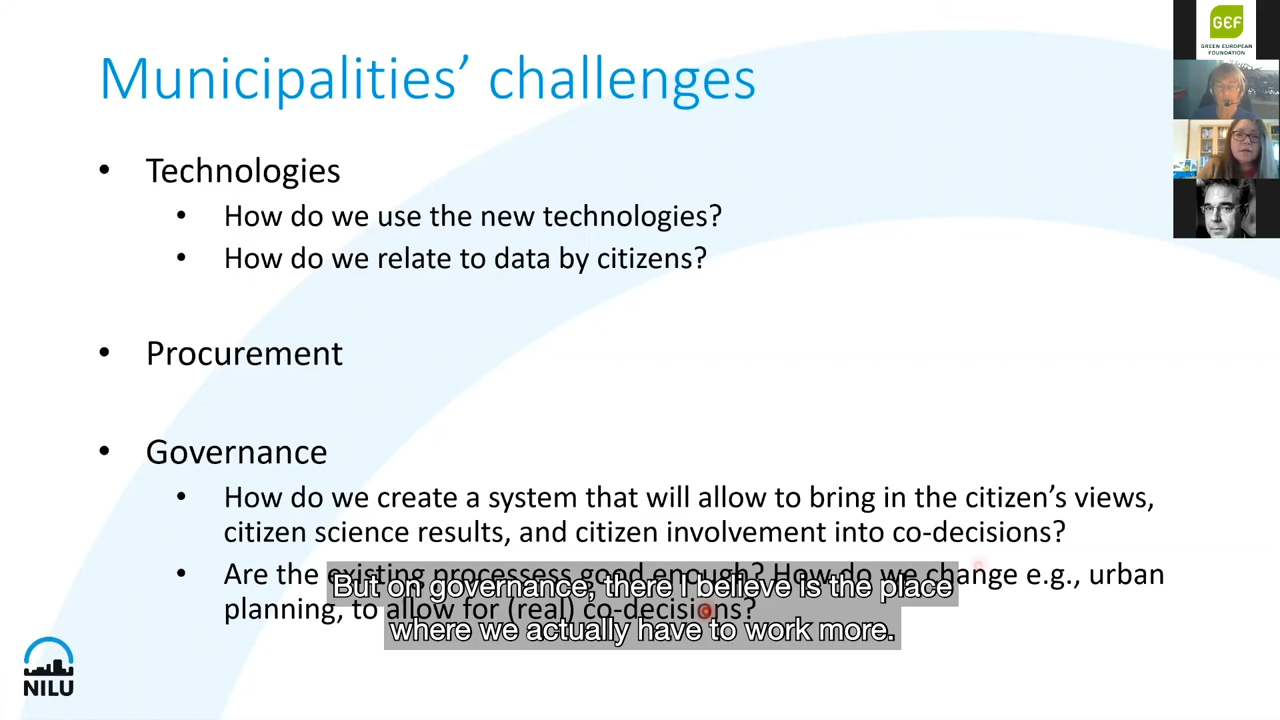 Municipalities’ challenges
GEF
GREEN EUROPEAN
FOUNDATION
• Technologies
• How do we use the new technologies?
• How do we relate to data by citizens?
• Procurement
• Governance
• How do we create a system that will allow to bring in the citizen’s views,
citizen science results, and citizen involvement into co-decisions?
• Are the existing processess good enough? How do we change e.g., urban
planning, to allow for (real) co-decisions?
But on governance, there I believe is the place
where we actually have to work more.
NILU